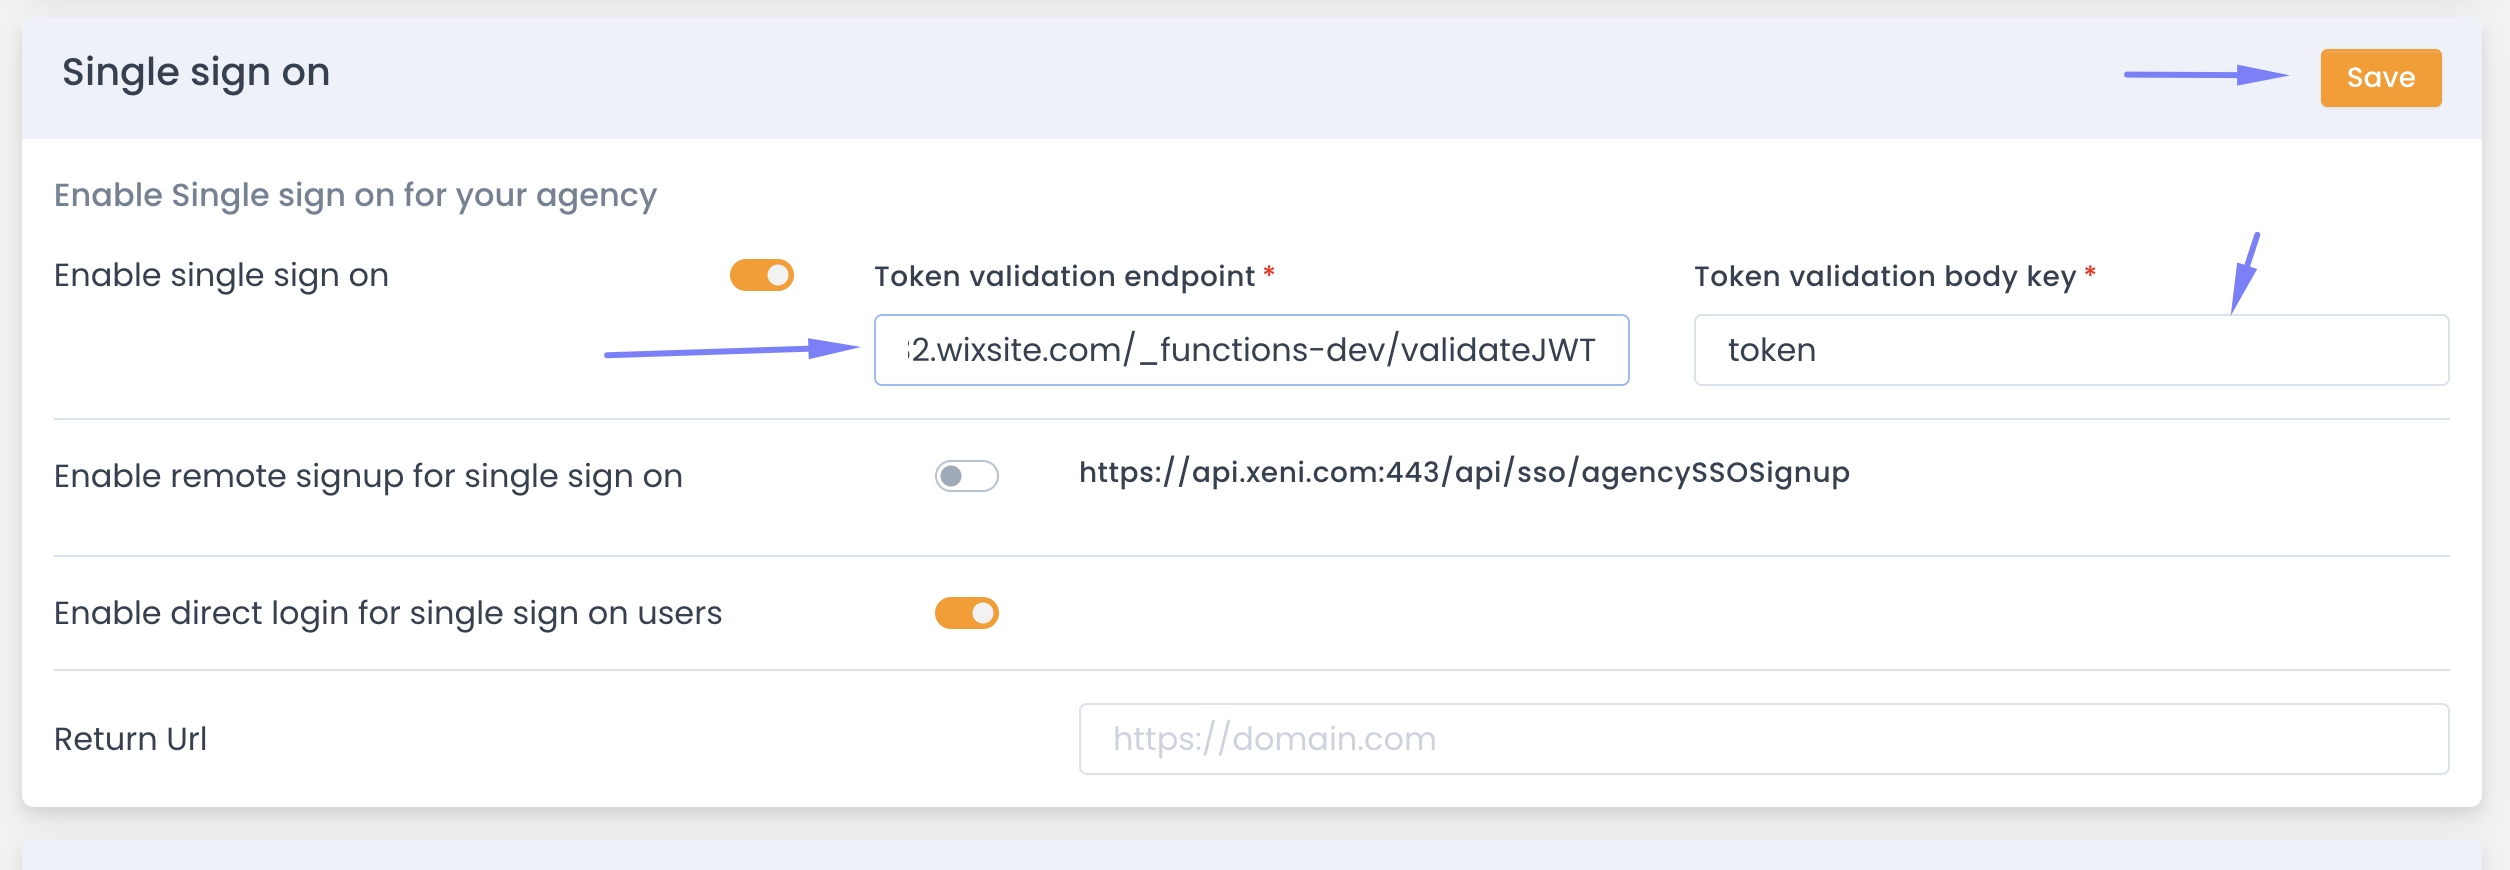 Single sign on
Save
Enable Single sign on for your agency
Enable single sign on
Token validation endpoint *
Token validation body key *
2.wixsite.com/_functions-dev/validateJWT
token
Enable remote signup for single sign on
https://api.xeni.com:443/api/sso/agencySSOSignup
Enable direct login for single sign on users
Return Url
https://domain.com